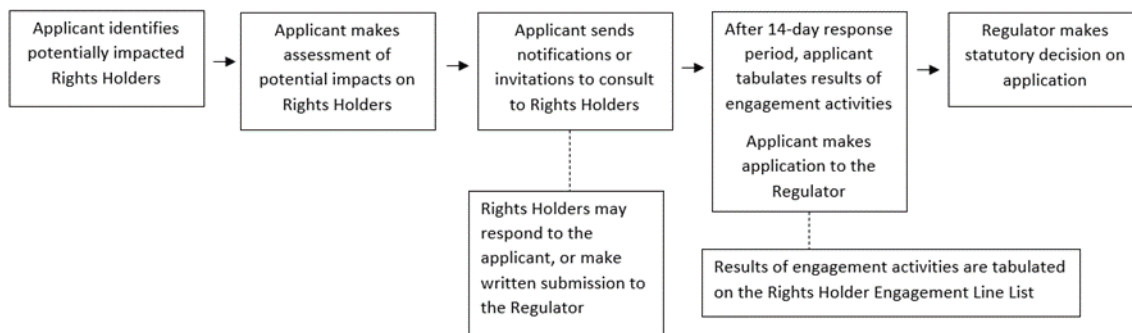 Applicant identifies
potentially impacted
Rights Holders
Applicant makes
assessment of
potential impacts on
Rights Holders
Applicant sends
notifications or
invitations to consult
to Rights Holders
After 14-day response
period, applicant
tabulates results of
engagement activities
Applicant makes
application to the
Regulator
Regulator makes
statutory decision on
application
Rights Holders may
respond to the
applicant, or make
written submission to
the Regulator
Results of engagement activities are tabulated
on the Rights Holder Engagement Line List